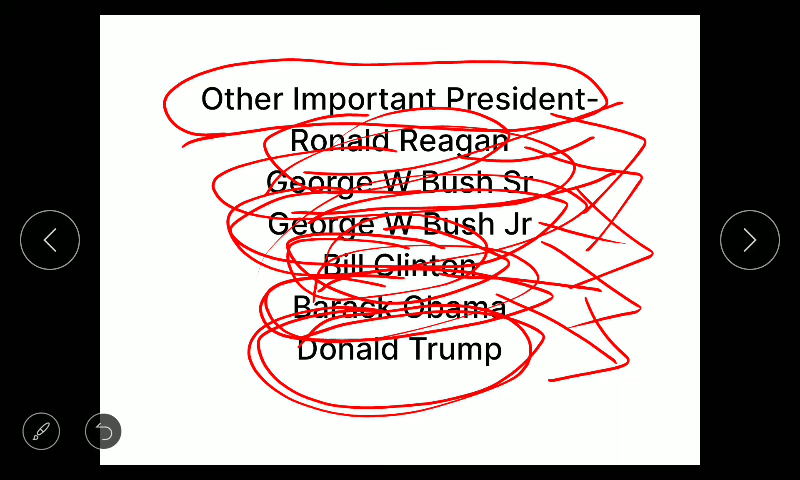 Other Important President-
Ronald Reagan
George W Bush Sr
George W Bush Jr
Bill Clinton
Barack Obama
Donald Trump